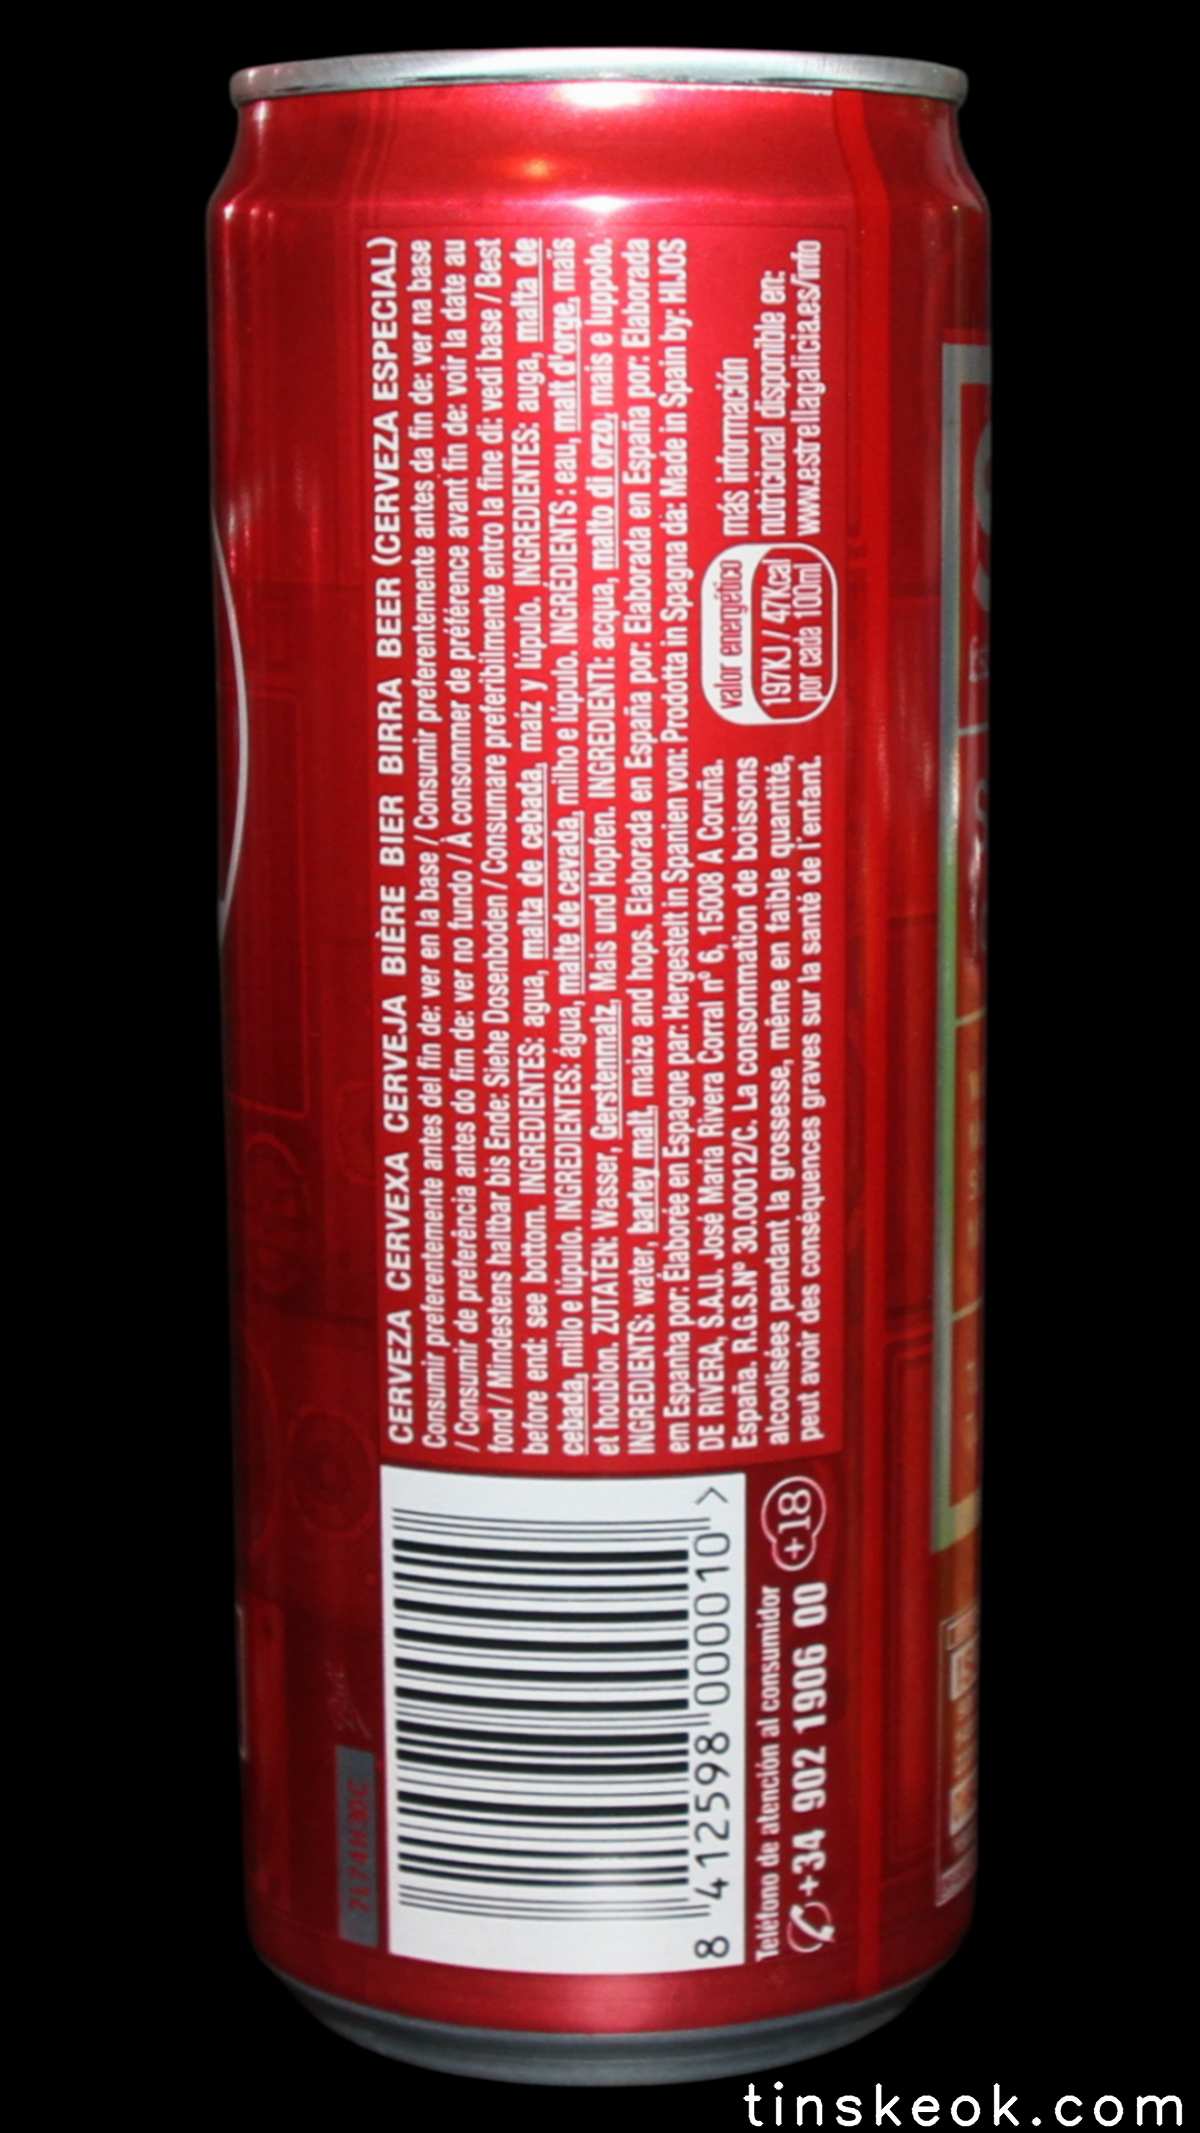 CERVEZA CERVEXA CERVEJA BIÈRE BIER BIRRA BEER (CERVEZA ESPECIAL)
Consumir preferentemente antes del fin de: ver en la base / Consumir preferentemente antes da fin de: ver na base
/ Consumir de preferência antes do fim de: ver no fundo / À consommer de préférence avant fin de: voir la date au
fond / Mindestens haltbar bis Ende: Siehe Dosenboden / Consumare preferibilmente entro la fine di: vedi base / Best
before end: see bottom. INGREDIENTES: agua, malta de cebada, maíz y lúpulo. INGREDIENTES: auga, malta de
cebada, millo e lúpulo. INGREDIENTES: água, malte de cevada, milho e lúpulo. INGRÉDIENTS : eau, malt d'orge, maïs
et houblon. ZUTATEN: Wasser, Gerstenmalz, Mais und Hopfen. INGREDIENTI: acqua, malto di orzo, mais e luppolo.
INGREDIENTS: water, barley malt, maize and hops. Elaborada en España por: Elaborada en España por: Elaborada
em Espanha por: Élaborée en Espagne par: Hergestelt in Spanien von: Prodotta in Spagna da: Made in Spain by: HIJOS
DE RIVERA, S.A.U. José María Rivera Corral nº 6, 15008 A Coruña.
España. R.G.S.Nº 30.00012/C. La consommation de boissons
alcoolisées pendant la grossesse, même en faible quantité,
peut avoir des conséquences graves sur la santé de l'enfant.
valor energético
197KJ / 47Kcal
por cada 100ml
más información
nutricional disponible en:
www.estrellagalicia.es/info
8 412598 000010 >
Teléfono de atención al consumidor
+34 902 1906 00 +18
tinskeok.com